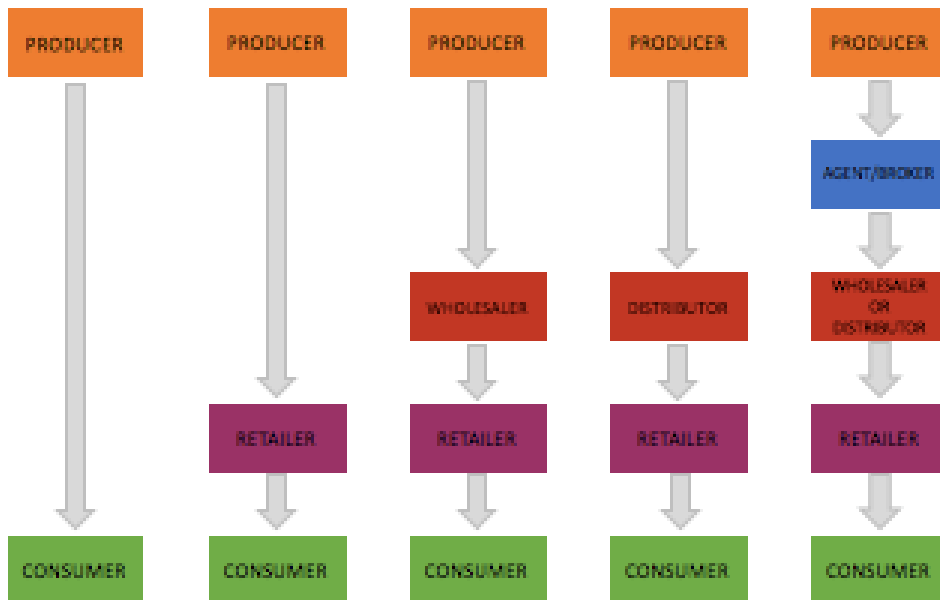 PRODUCER
PRODUCER
PRODUCER
PRODUCER
PRODUCER
AGENT/BROKER
WHOLESALER
DISTRIBUTOR
WHOLESALER
OR
DISTRIBUTOR
RETAILER
RETAILER
RETAILER
RETAILER
CONSUMER
CONSUMER
CONSUMER
CONSUMER
CONSUMER